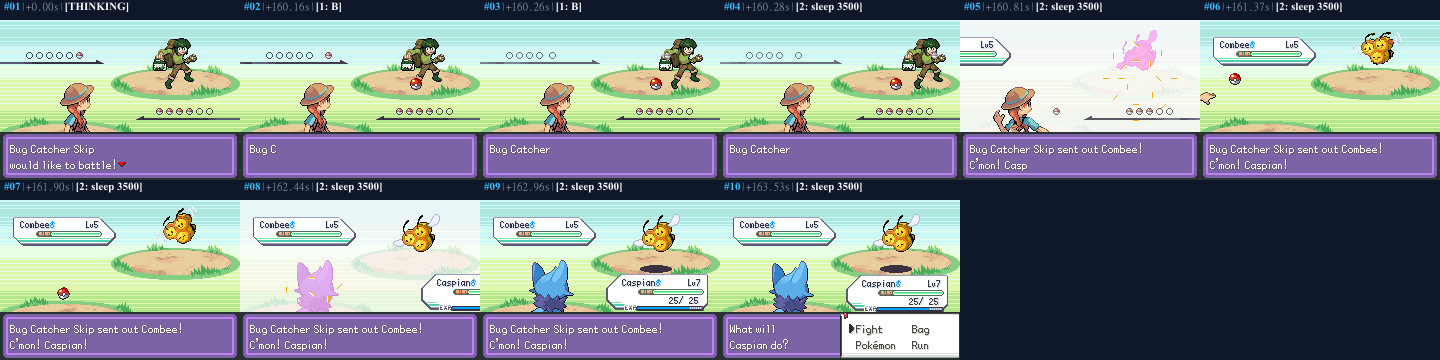 #01|+0.00s|[THINKING]
Bug Catcher Skip
would like to battle!
#02|+160.16s|[1: B]
Bug C
#03|+160.26s|[1: B]
Bug Catcher
#04|+160.28s|[2: sleep 3500]
Bug Catcher
#05|+160.81s|[2: sleep 3500]
Lv5
Bug Catcher Skip sent out Combee!
C'mon! Casp
#06|+161.37s|[2: sleep 3500]
Combee♂ Lv5
Bug Catcher Skip sent out Combee!
C'mon! Caspian!
#07|+161.90s|[2: sleep 3500]
Combee♂ Lv5
Bug Catcher Skip sent out Combee!
C'mon! Caspian!
#08|+162.44s|[2: sleep 3500]
Combee♂ Lv5
Caspian♂
Bug Catcher Skip sent out Combee!
C'mon! Caspian!
#09|+162.96s|[2: sleep 3500]
Combee♂ Lv5
Caspian♂ Lv7
25/ 25
EXP
Bug Catcher Skip sent out Combee!
C'mon! Caspian!
#10|+163.53s|[2: sleep 3500]
Combee♂ Lv5
Caspian♂ Lv7
25/ 25
EXP
What will
Caspian do?
Fight Bag
Pokémon Run